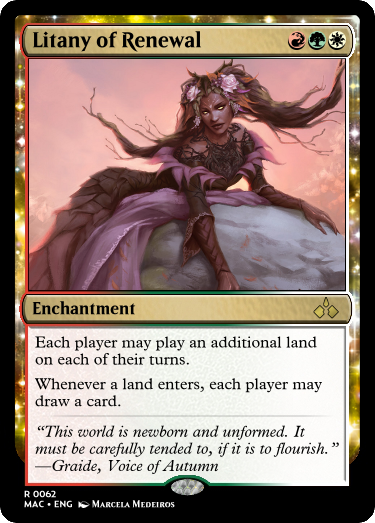 Litany of Renewal
Enchantment
Each player may play an additional land
on each of their turns.
Whenever a land enters, each player may
draw a card.
“This world is newborn and unformed. It
must be carefully tended to, if it is to flourish.”
—Graide, Voice of Autumn
R 0062
MAC • ENG Marcela Medeiros